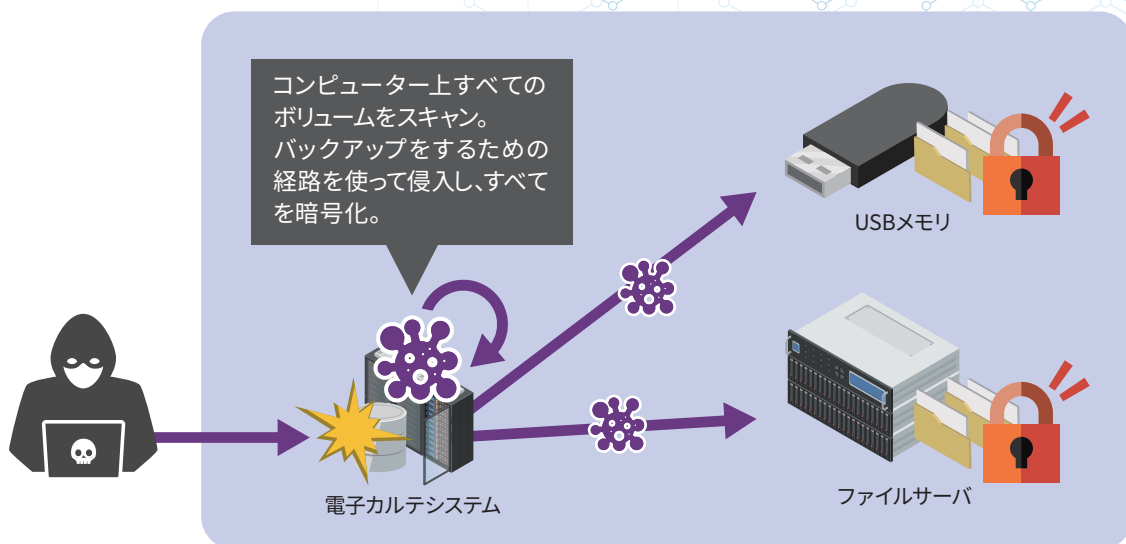 コンピューター上すべての
ボリュームをスキャン。
バックアップをするための
経路を使って侵入し、すべて
を暗号化。
USBメモリ
電子カルテシステム
ファイルサーバ